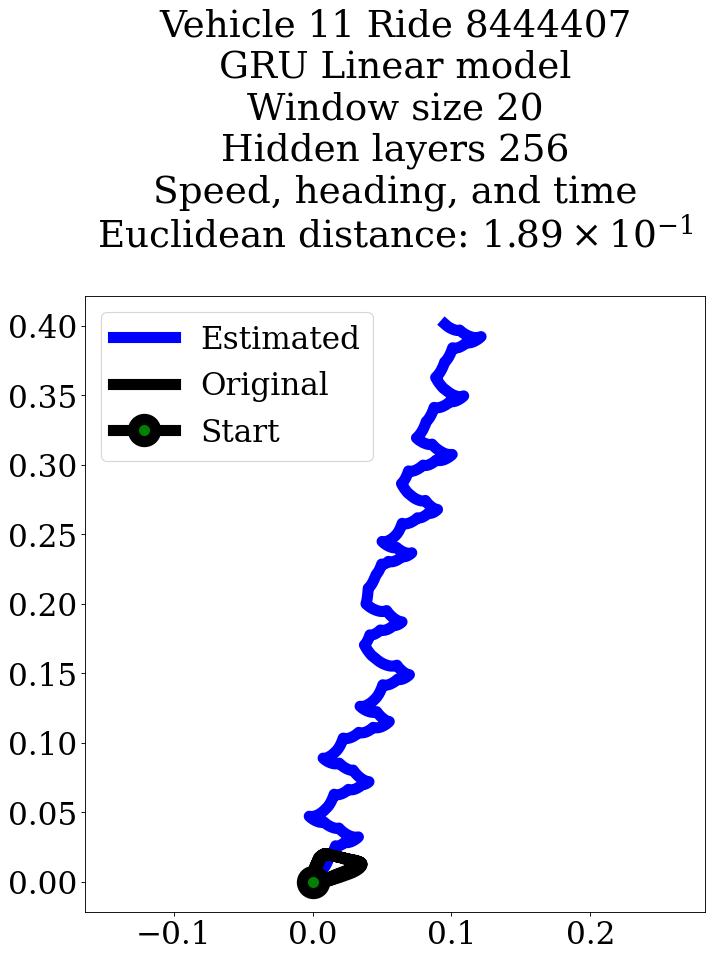 Vehicle 11 Ride 8444407
GRU Linear model
Window size 20
Hidden layers 256
Speed, heading, and time
Euclidean distance: 1.89 × 10⁻¹
Estimated
Original
Start
0.40
0.35
0.30
0.25
0.20
0.15
0.10
0.05
0.00
−0.1
0.0
0.1
0.2